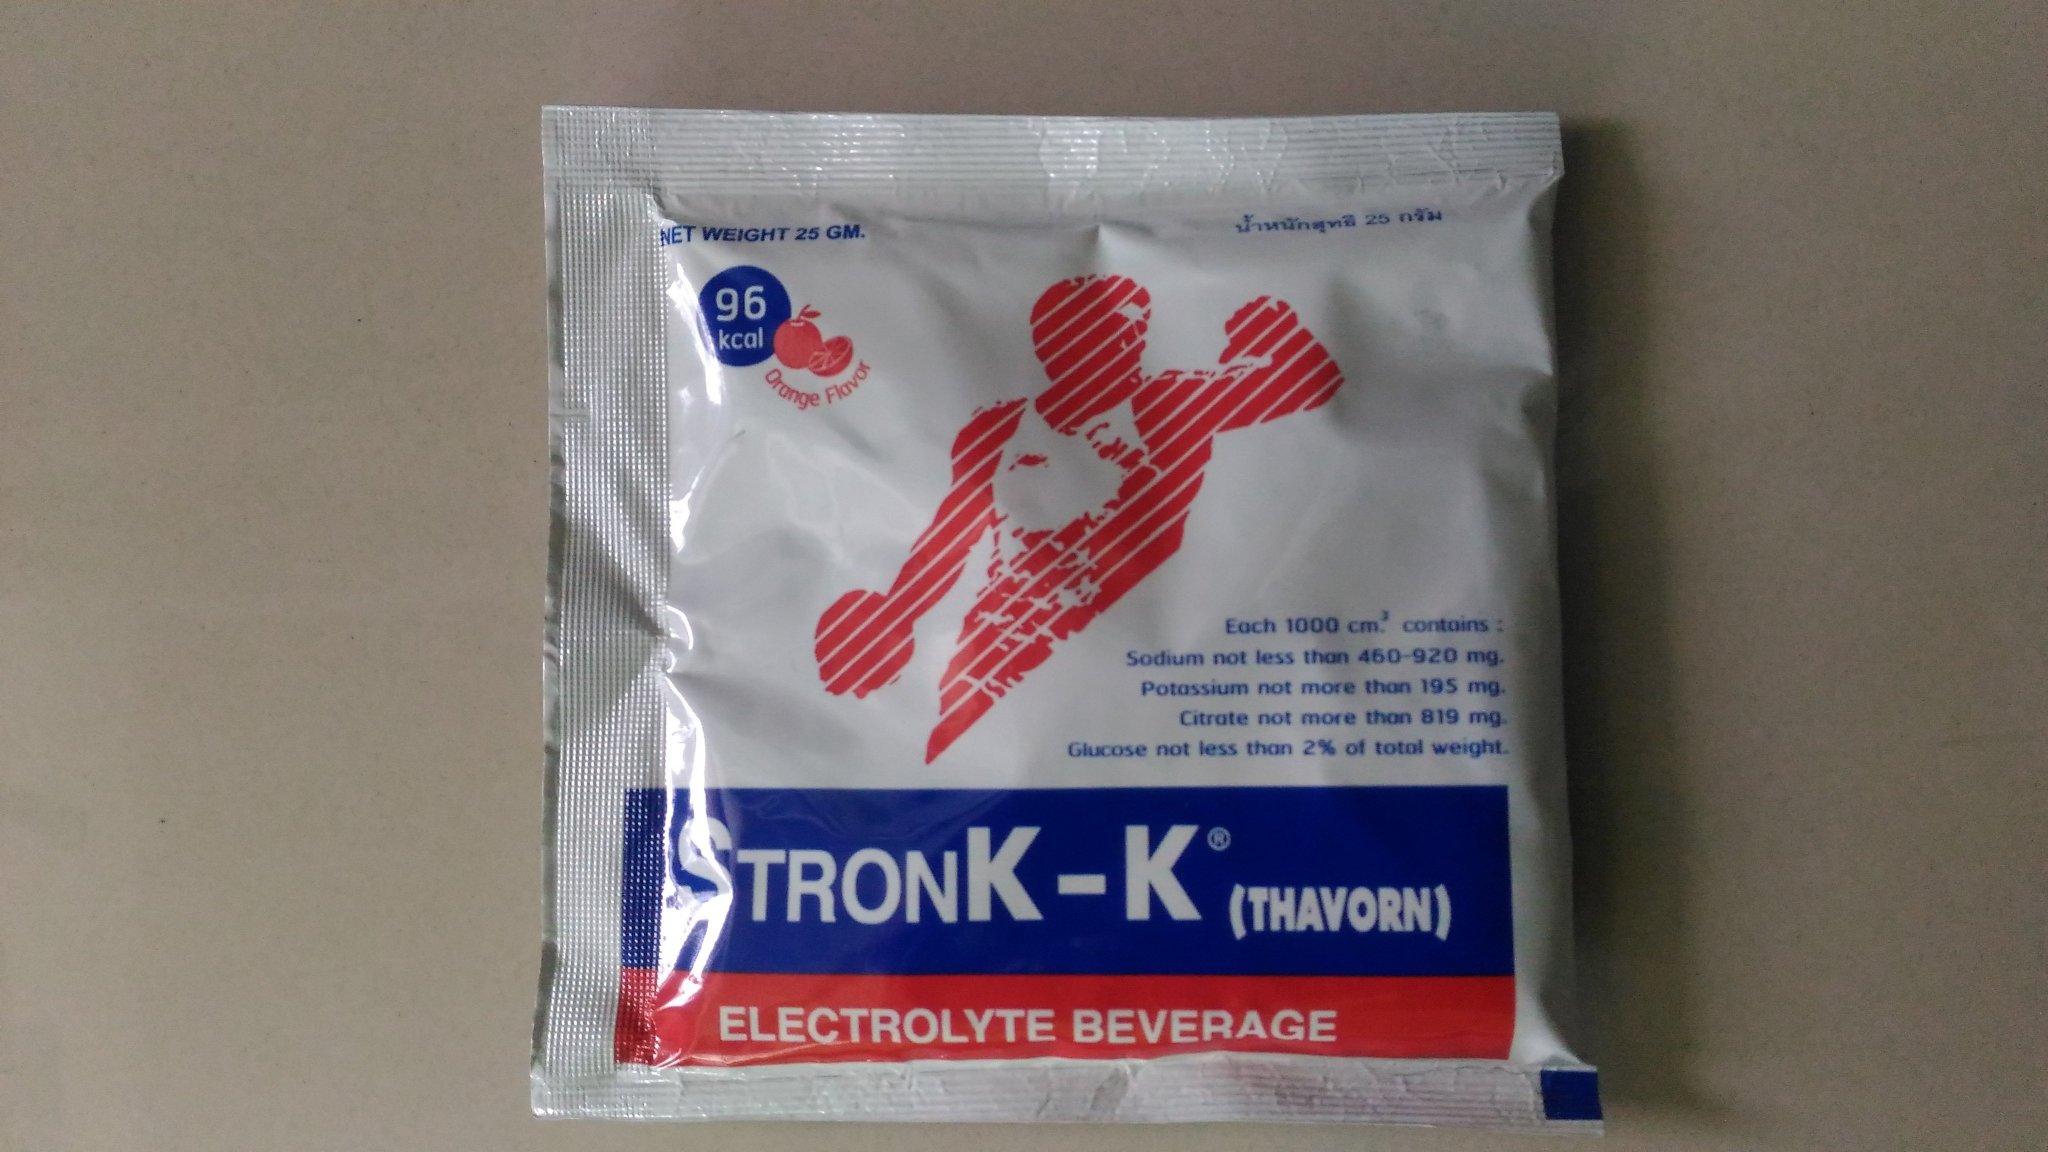 NET WEIGHT 25 GM.
น้ำหนักสุทธิ 25 กรัม
96
kcal
Orange Flavor
Each 1000 cm.³ contains :
Sodium not less than 460-920 mg.
Potassium not more than 195 mg.
Citrate not more than 819 mg.
Glucose not less than 2% of total weight.
STRONK-K® (THAVORN)
ELECTROLYTE BEVERAGE